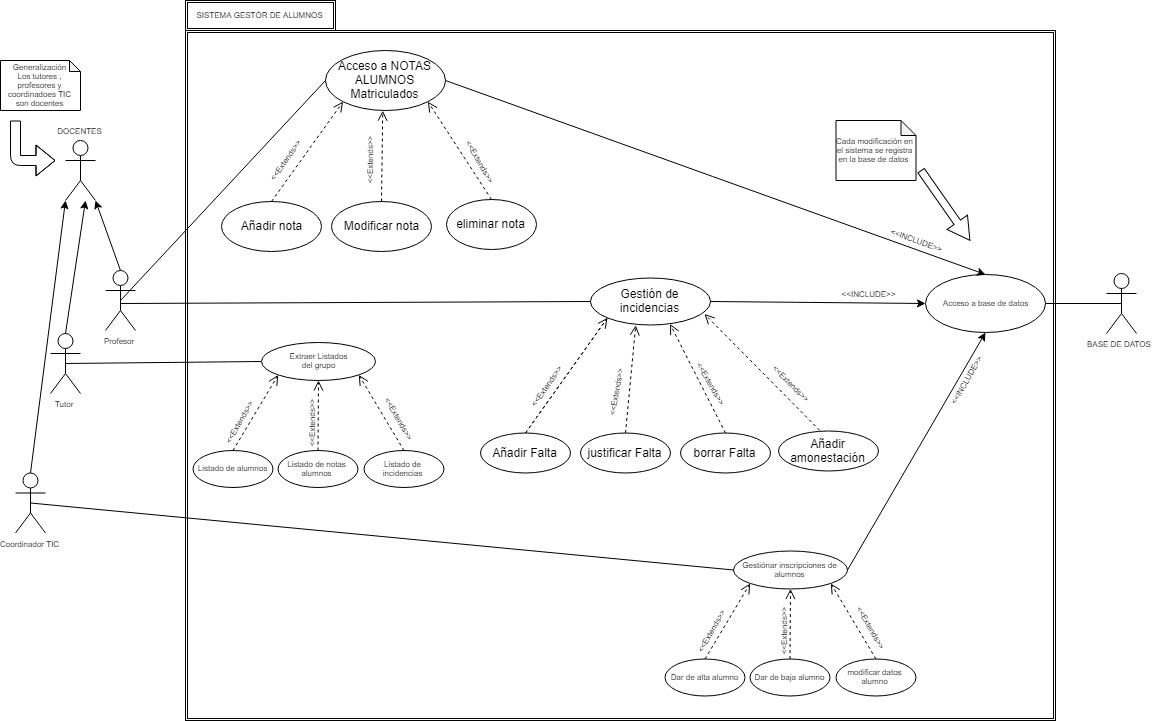 SISTEMA GESTÓR DE ALUMNOS
Generalización
Los tutores ,
profesores y
coordinadoes TIC
son docentes
DOCENTES
Acceso a NOTAS
ALUMNOS
Matriculados
<<Extends>>
<<Extends>>
<<Extends>>
Añadir nota
Modificar nota
eliminar nota
Cada modificación en
el sistema se registra
en la base de datos
<<INCLUDE>>
Profesor
Gestión de
incidencias
<<INCLUDE>>
Acceso a base de datos
BASE DE DATOS
Tutor
Extraer Listados
del grupo
<<Extends>>
<<Extends>>
<<Extends>>
Listado de alumnos
Listado de notas
alumnos
Listado de
incidencias
<<Extends>>
<<Extends>>
<<Extends>>
<<Extends>>
Añadir Falta
justificar Falta
borrar Falta
Añadir
amonestación
<<INCLUDE>>
Coordinador TIC
Gestiónar inscripciones de
alumnos
<<Extends>>
<<Extends>>
<<Extends>>
Dar de alta alumno
Dar de baja alumno
modificar datos
alumno